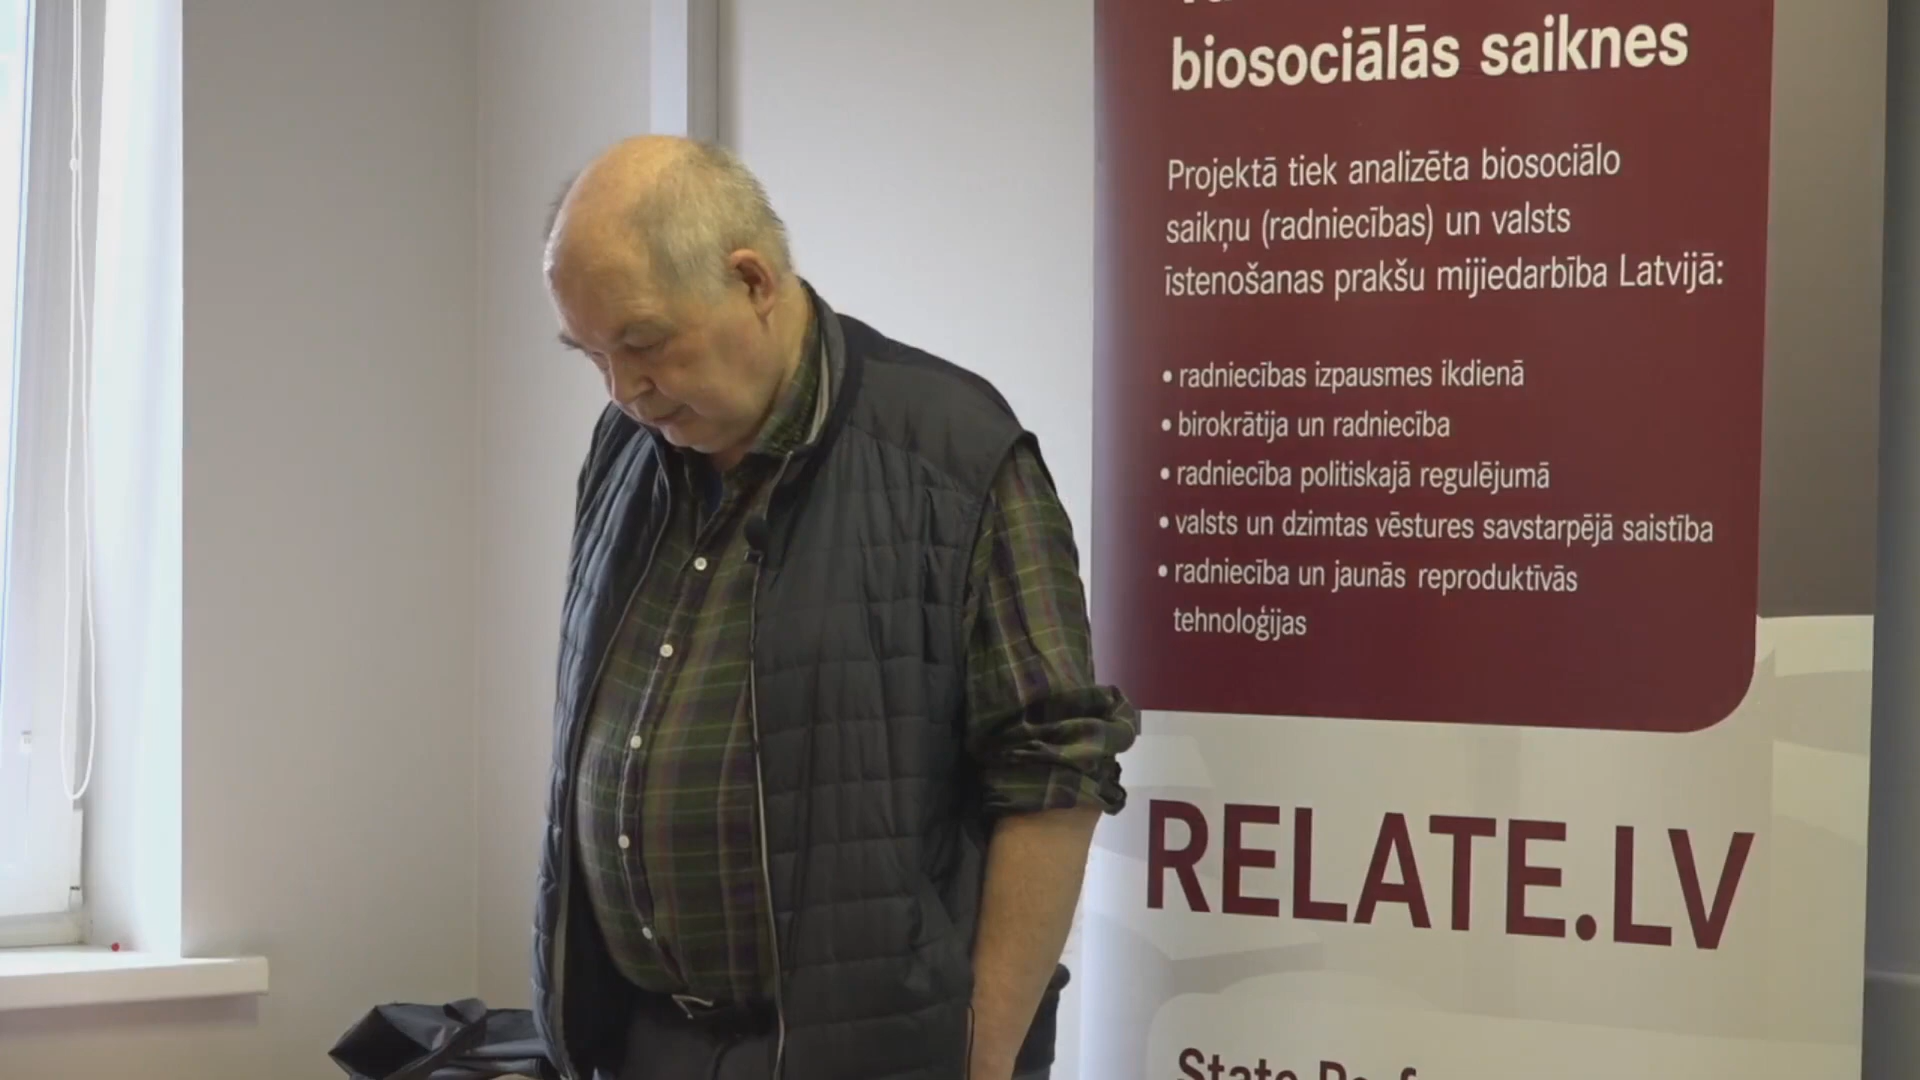 biosociālās saiknes
Projektā tiek analizēta biosociālo
saikņu (radniecības) un valsts
īstenošanas prakšu mijiedarbība Latvijā:
• radniecības izpausmes ikdienā
• birokrātija un radniecība
• radniecība politiskajā regulējumā
• valsts un dzimtas vēstures savstarpējā saistība
• radniecība un jaunās reproduktīvās
tehnoloģijas
RELATE.LV
State